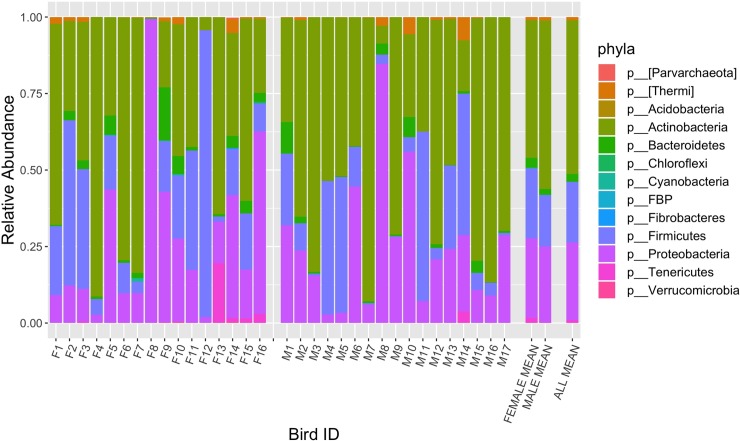 Relative Abundance
1.00
0.75
0.50
0.25
0.00
F1
F2
F3
F4
F5
F6
F7
F8
F9
F10
F11
F12
F13
F14
F15
F16
M1
M2
M3
M4
M5
M6
M7
M8
M9
M10
M11
M12
M13
M14
M15
M16
M17
FEMALE MEAN
MALE MEAN
ALL MEAN
Bird ID
phyla
p__[Parvarchaeota]
p__[Thermi]
p__Acidobacteria
p__Actinobacteria
p__Bacteroidetes
p__Chloroflexi
p__Cyanobacteria
p__FBP
p__Fibrobacteres
p__Firmicutes
p__Proteobacteria
p__Tenericutes
p__Verrucomicrobia